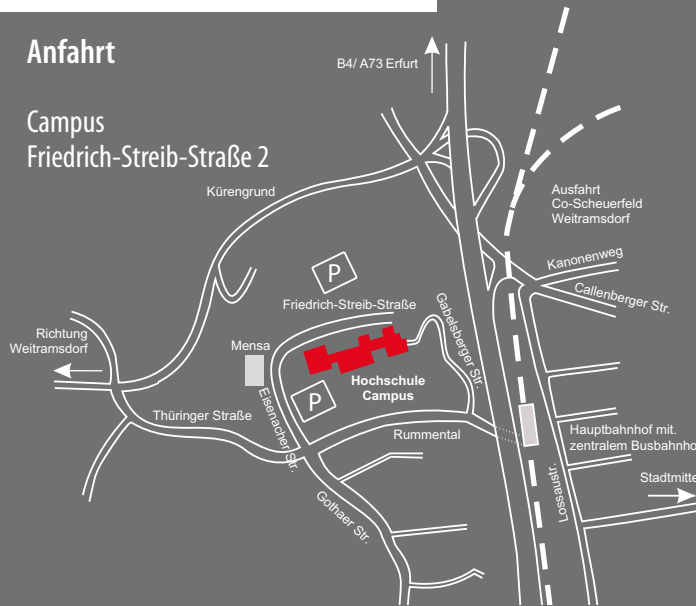 Anfahrt
Campus
Friedrich-Streib-Straße 2
B4/ A73 Erfurt
Kürengrund
Ausfahrt
Co-Scheuerfeld
Weitramsdorf
Kanonenweg
Callenberger Str.
P
Friedrich-Streib-Straße
Gabelsberger Str.
Richtung
Weitramsdorf
Mensa
Hochschule
Campus
P
Eisenacher Str.
Thüringer Straße
Rummental
Hauptbahnhof mit.
zentralem Busbahnho
Lossaustr.
Stadtmitte
Gothaer Str.